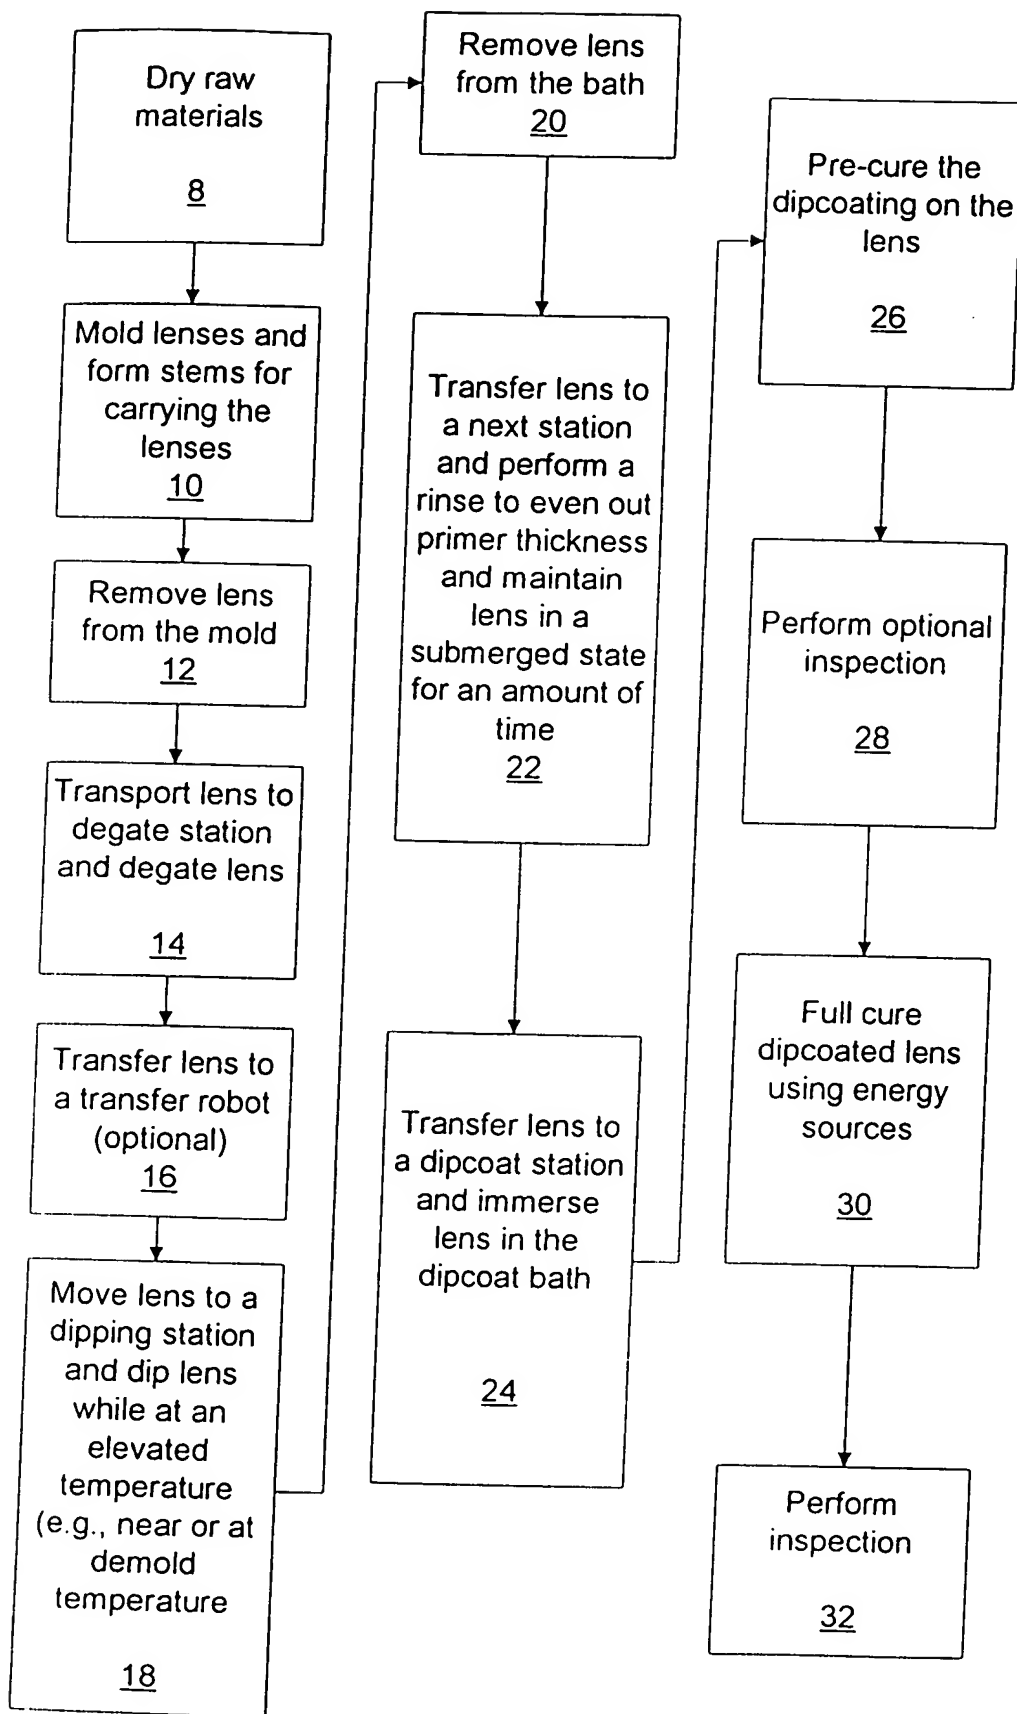 Dry raw
materials
8
Mold lenses and
form stems for
carrying the
lenses
10
Remove lens
from the mold
12
Transport lens to
degate station
and degate lens
14
Transfer lens to
a transfer robot
(optional)
16
Move lens to a
dipping station
and dip lens
while at an
elevated
temperature
(e.g., near or at
demold
temperature
18
Remove lens
from the bath
20
Transfer lens to
a next station
and perform a
rinse to even out
primer thickness
and maintain
lens in a
submerged state
for an amount of
time
22
Transfer lens to
a dipcoat station
and immerse
lens in the
dipcoat bath
24
Pre-cure the
dipcoating on the
lens
26
Perform optional
inspection
28
Full cure
dipcoated lens
using energy
sources
30
Perform
inspection
32